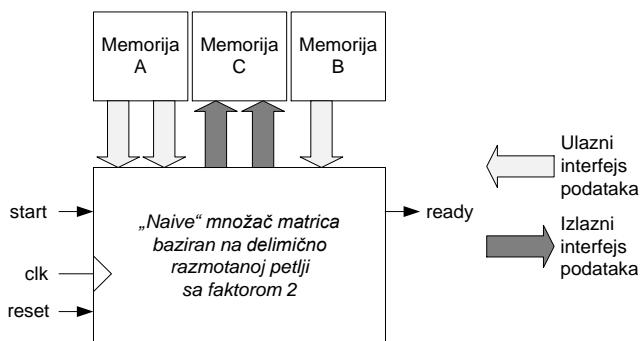 Memorija
A
Memorija
C
Memorija
B
start
clk
reset
„Naive“ množač matrica
baziran na delimično
razmotanoj petlji
sa faktorom 2
ready
Ulazni
interfejs
podataka
Izlazni
interfejs
podataka